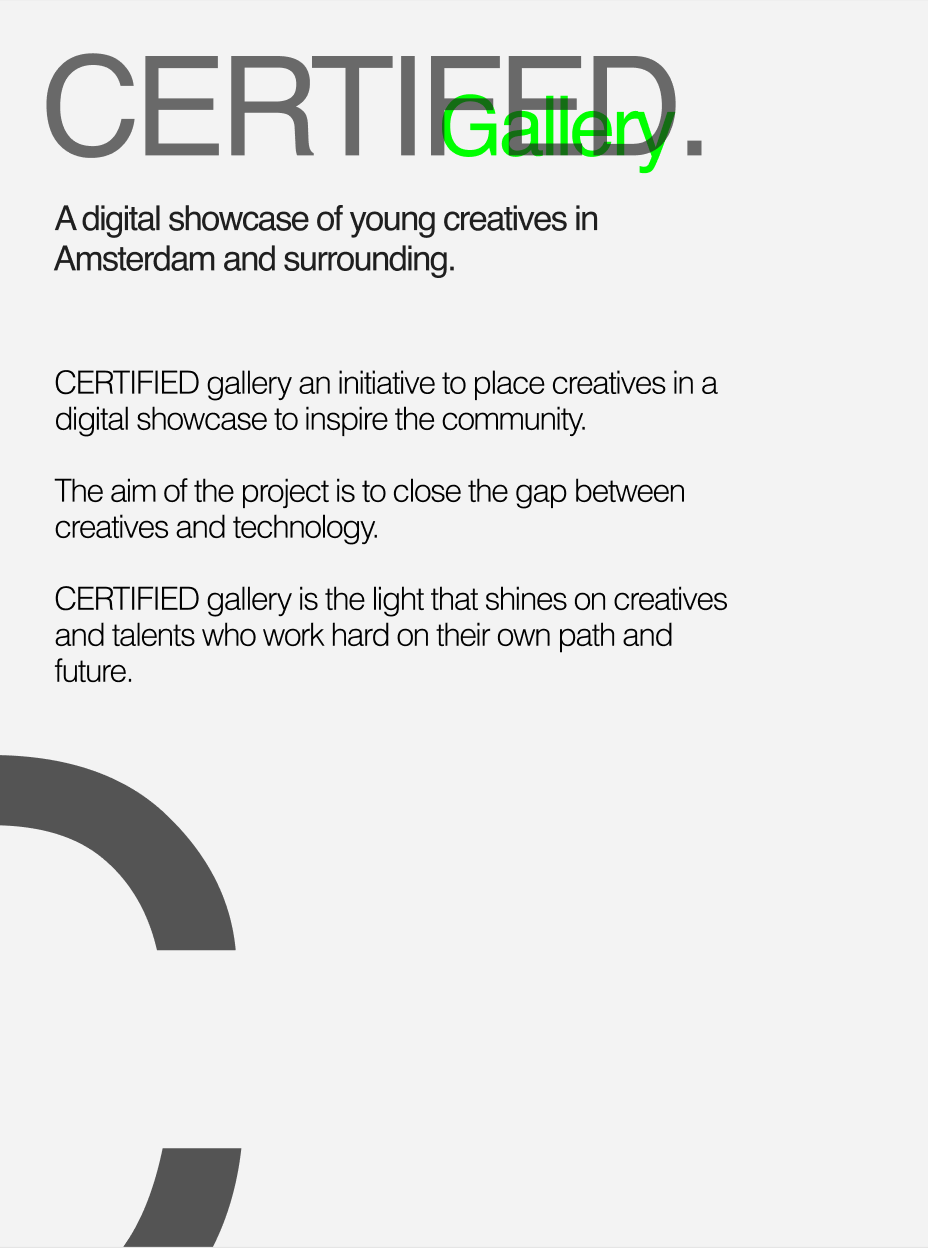 CERTIFED.
Gallery
A digital showcase of young creatives in
Amsterdam and surrounding.
CERTIFIED gallery an initiative to place creatives in a
digital showcase to inspire the community.
The aim of the project is to close the gap between
creatives and technology.
CERTIFIED gallery is the light that shines on creatives
and talents who work hard on their own path and
future.
C